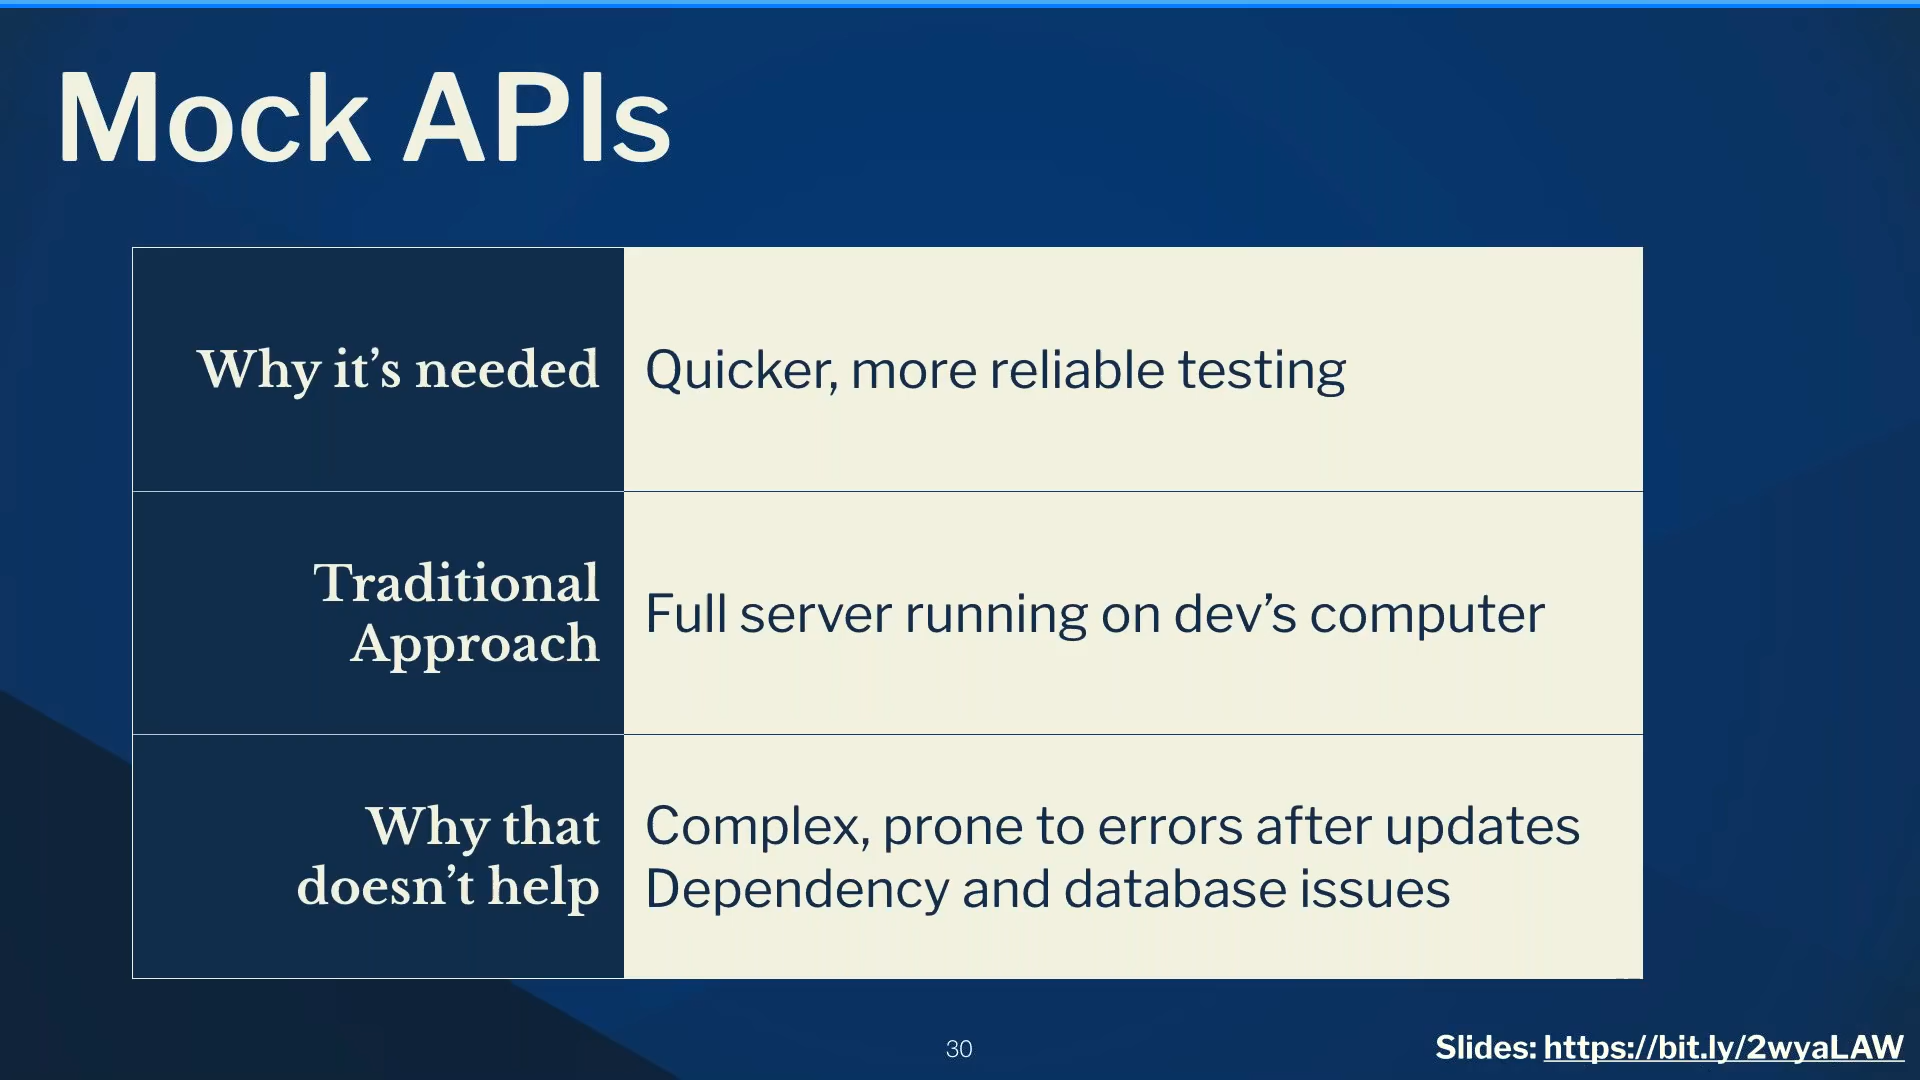 Mock APIs
Why it’s needed
Quicker, more reliable testing
Traditional
Approach
Full server running on dev’s computer
Why that
doesn’t help
Complex, prone to errors after updates
Dependency and database issues
30
Slides: https://bit.ly/2wyaLAW